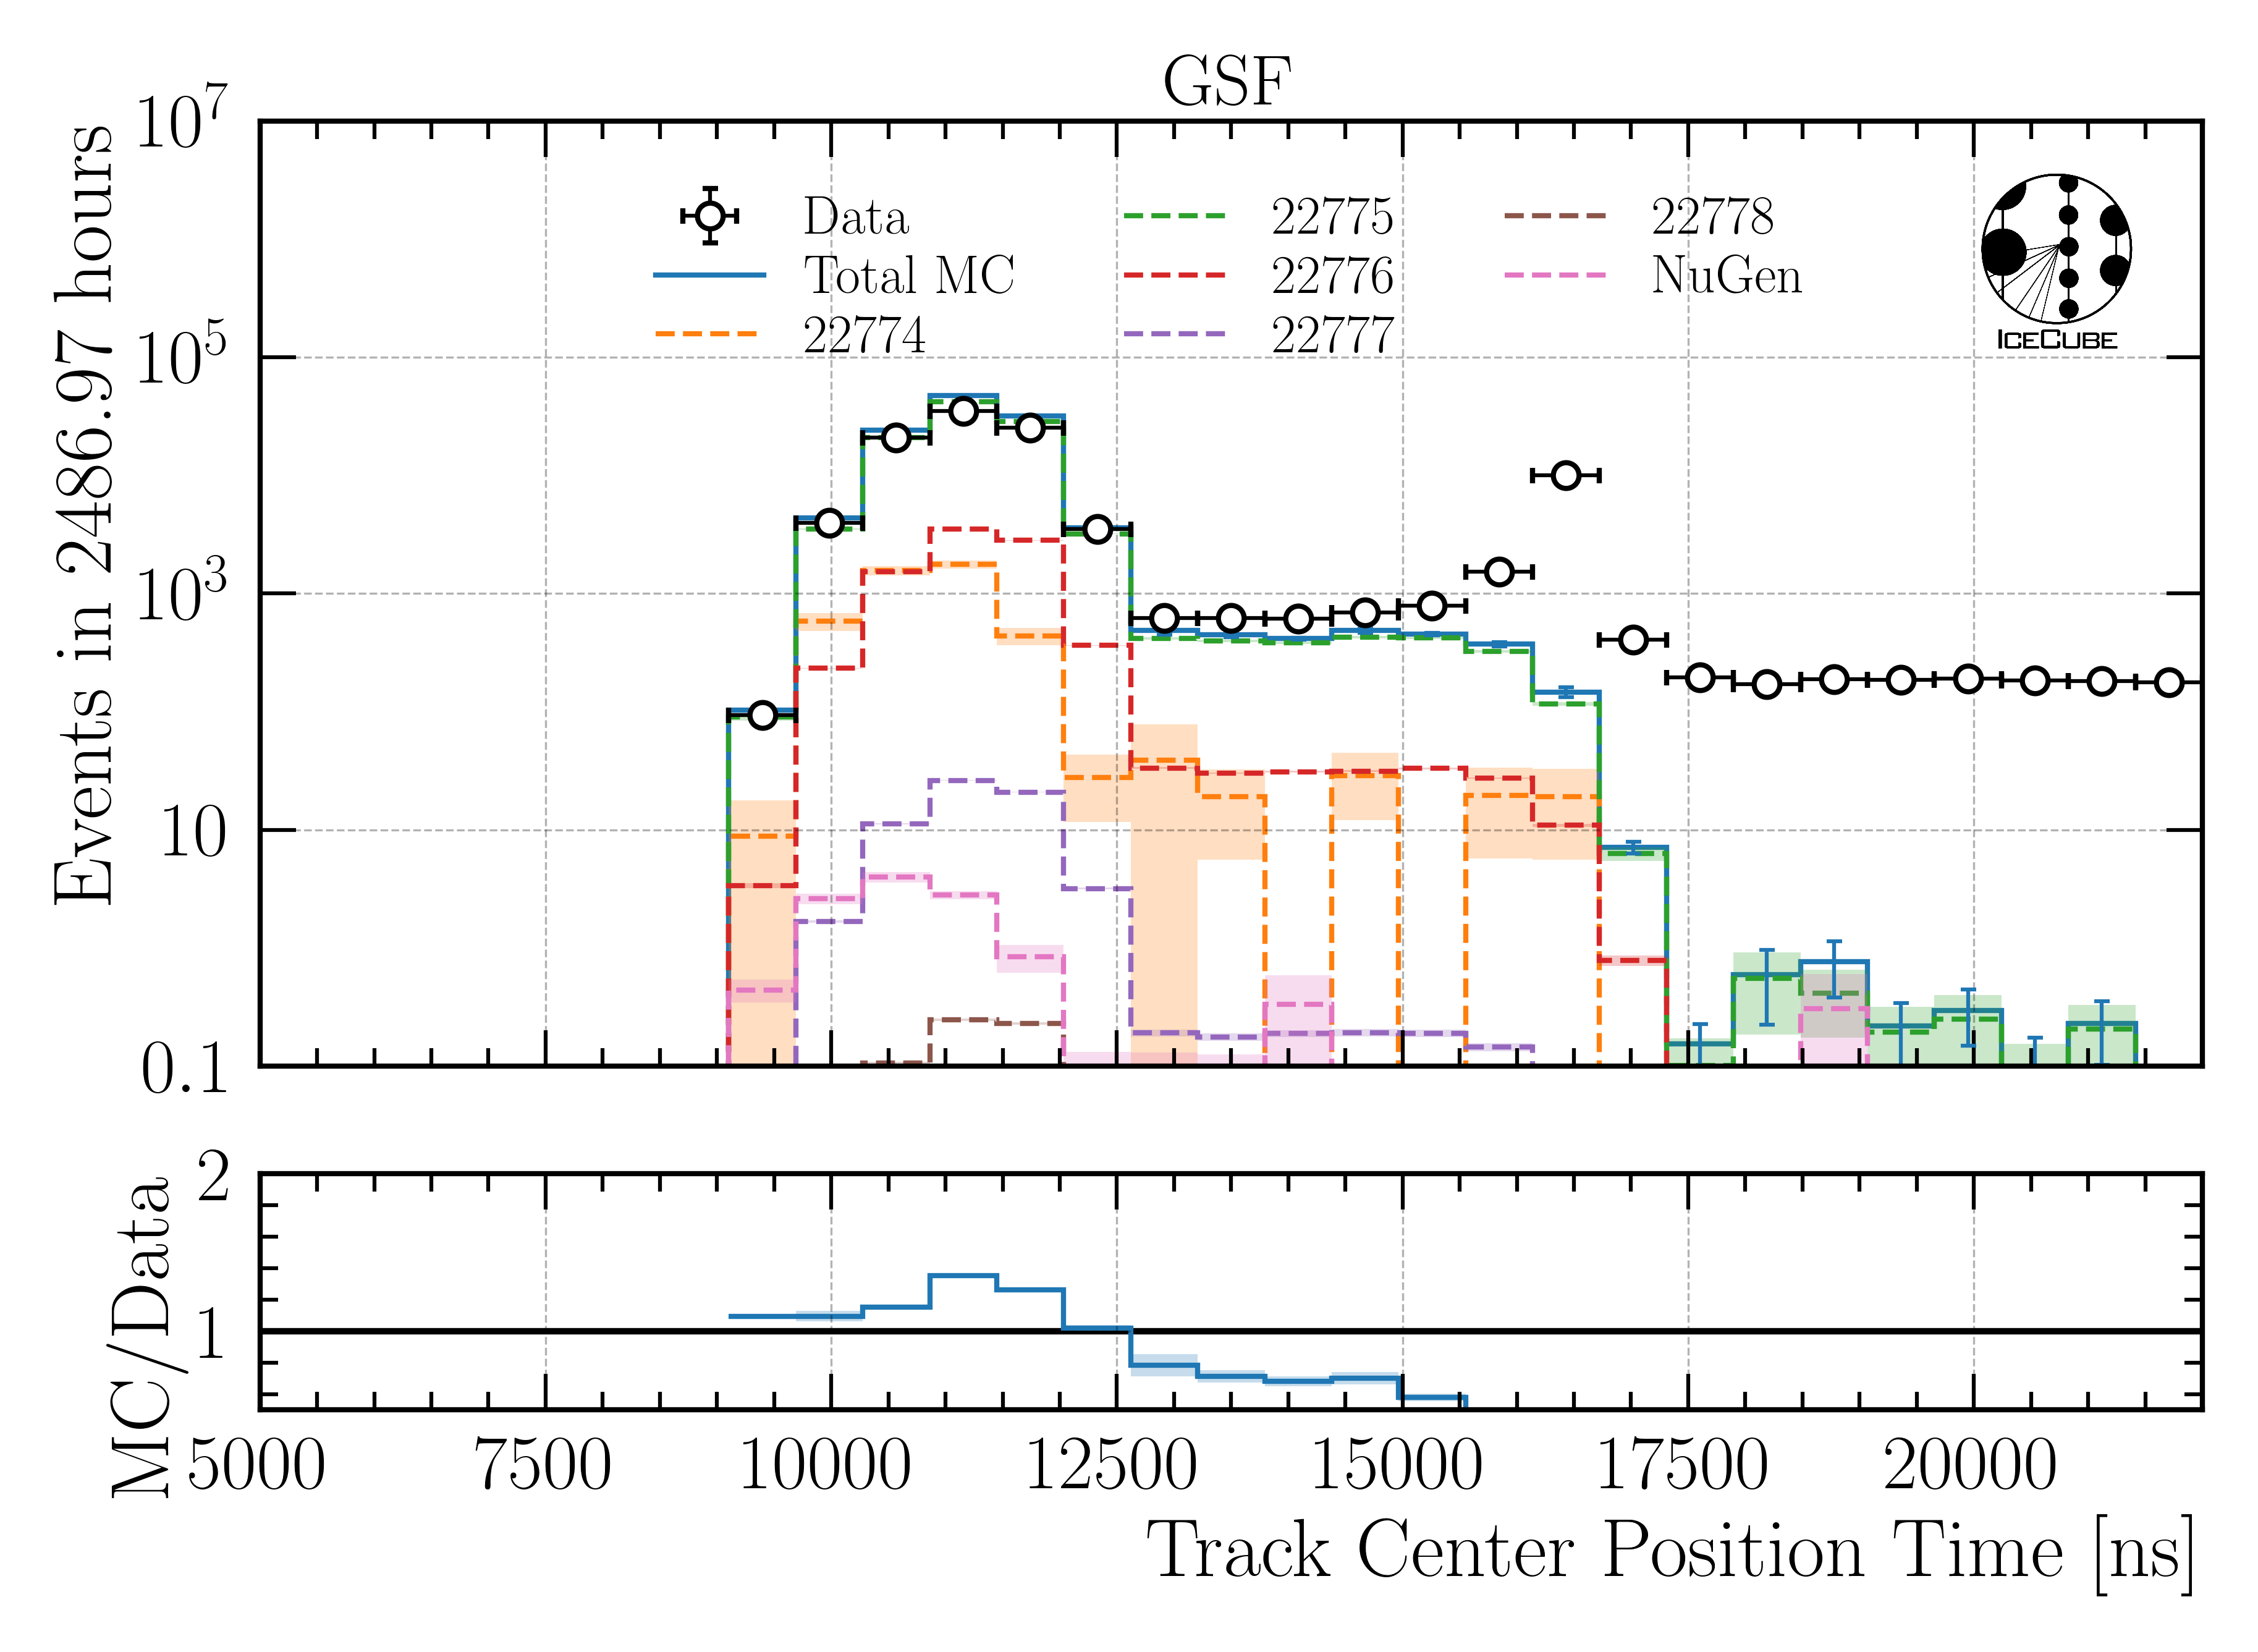 GSF
Events in 2486.97 hours
10^7
10^5
10^3
10
0.1
Data
Total MC
22774
22775
22776
22777
22778
NuGen
ICECUBE
MC/Data
2
1
5000 7500 10000 12500 15000 17500 20000
Track Center Position Time [ns]